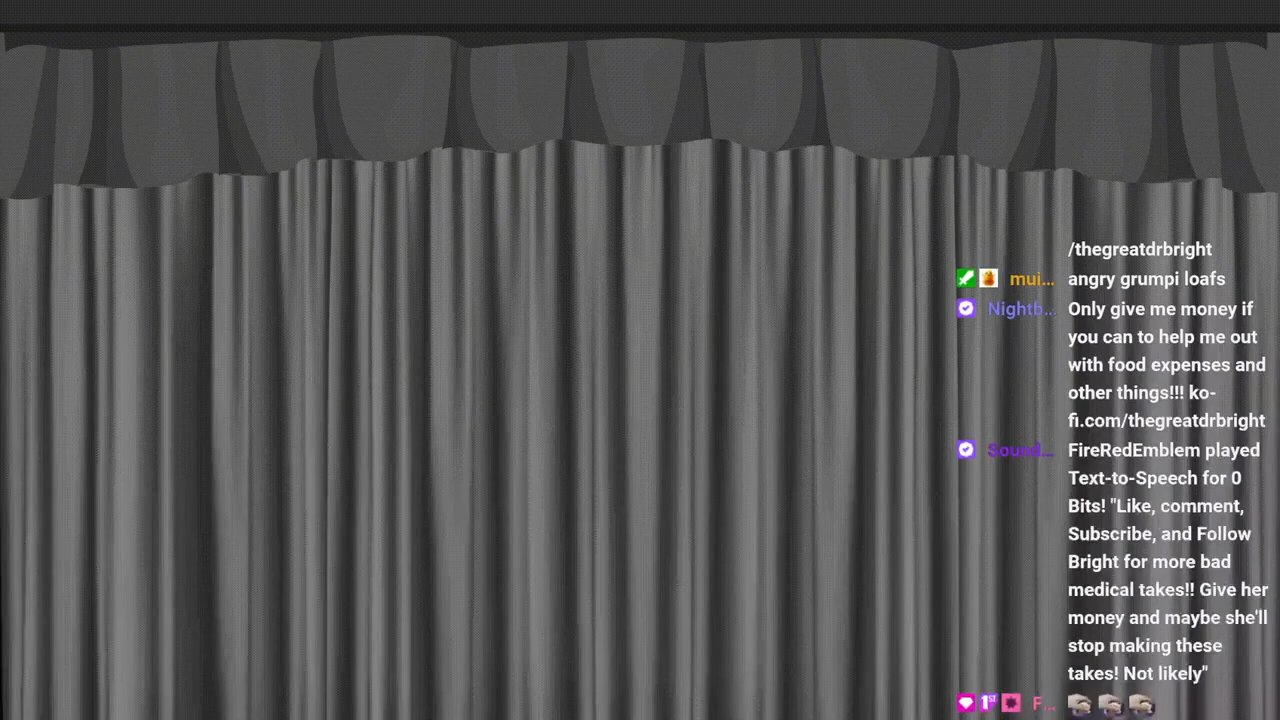 /thegreatdrbright
mui... angry grumpi loafs
Nightb... Only give me money if
you can to help me out
with food expenses and
other things!!! ko-
fi.com/thegreatdrbright
Sound... FireRedEmblem played
Text-to-Speech for 0
Bits! "Like, comment,
Subscribe, and Follow
Bright for more bad
medical takes!! Give her
money and maybe she'll
stop making these
takes! Not likely"
1ST F...